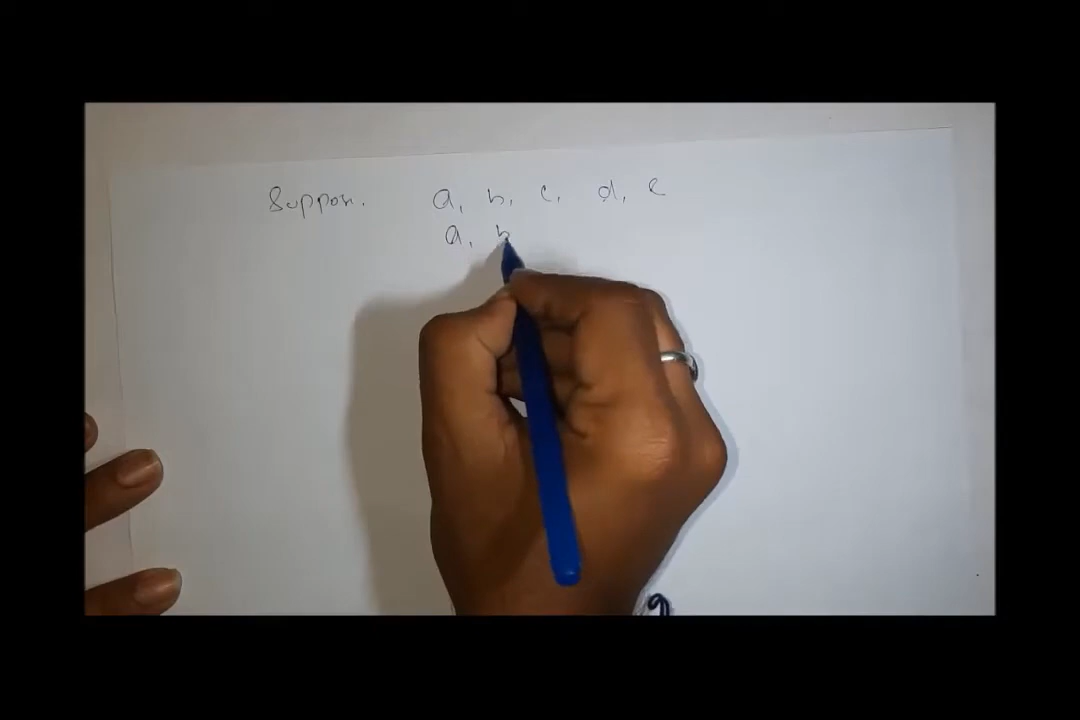 Suppose. a, b, c, d, e
a, b